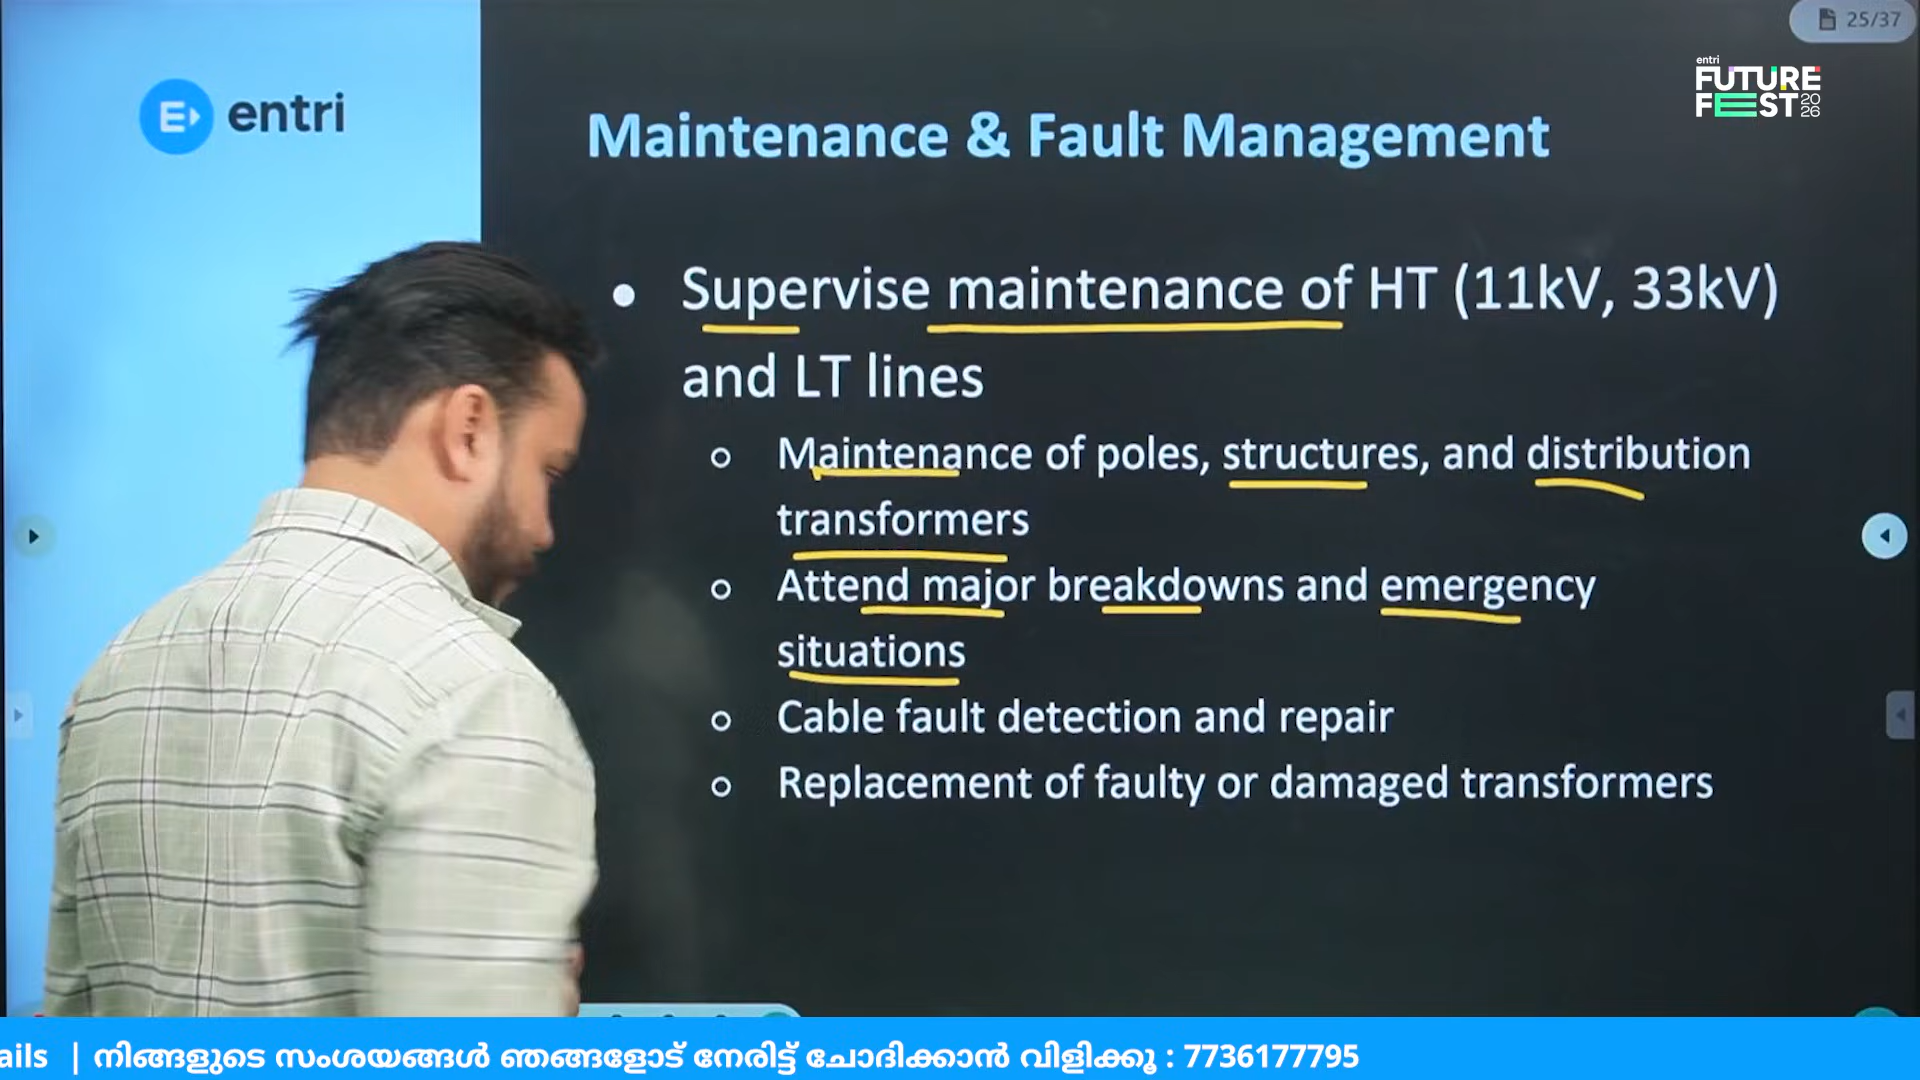 25/37
entri
FUTURE
FEST 2026
entri
Maintenance & Fault Management
• Supervise maintenance of HT (11kV, 33kV)
and LT lines
o Maintenance of poles, structures, and distribution
transformers
o Attend major breakdowns and emergency
situations
o Cable fault detection and repair
o Replacement of faulty or damaged transformers
ails | നിങ്ങളുടെ സംശയങ്ങൾ ഞങ്ങളോട് നേരിട്ട് ചോദിക്കാൻ വിളിക്കൂ : 7736177795